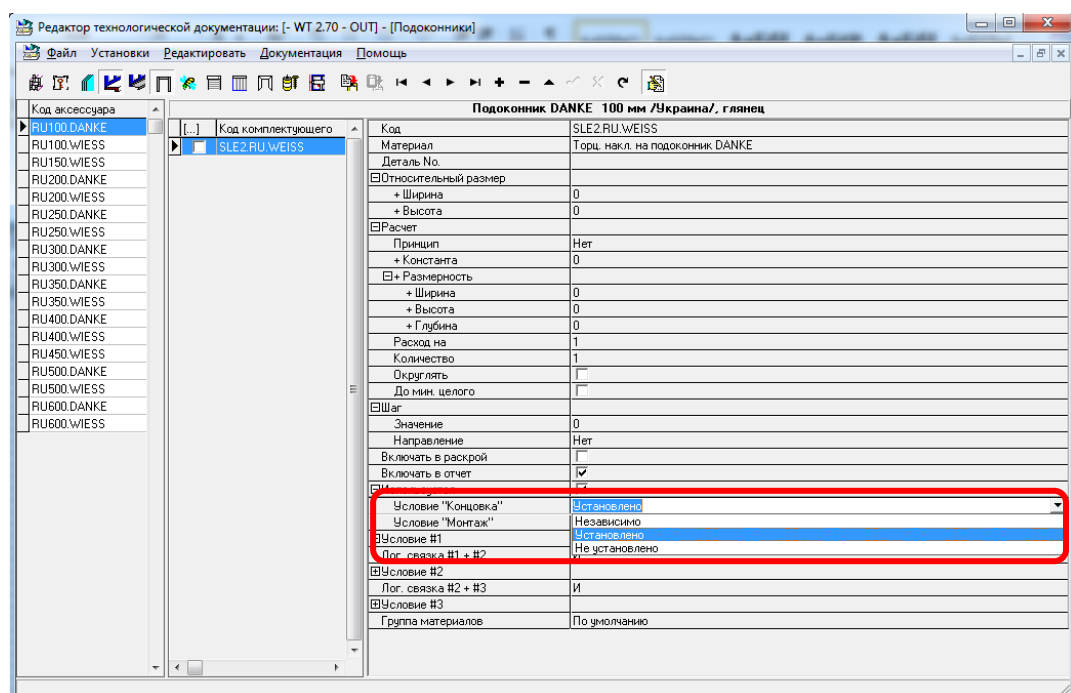 Редактор технологической документации: [- WT 2.70 - OUT] - [Подоконники]
Файл Установки Редактировать Документация Помощь
Код аксессуара
RU100.DANKE
RU100.WIESS
RU150.WIESS
RU200.DANKE
RU200.WIESS
RU250.DANKE
RU250.WIESS
RU300.DANKE
RU300.WIESS
RU350.DANKE
RU350.WIESS
RU400.DANKE
RU400.WIESS
RU450.WIESS
RU500.DANKE
RU500.WIESS
RU600.DANKE
RU600.WIESS
Подоконник DANKE 100 мм /Украина/, глянец
[...] Код комплектующего
SLE2.RU.WEISS
Код SLE2.RU.WEISS
Материал Торц. накл. на подоконник DANKE
Деталь No.
Относительный размер
+ Ширина 0
+ Высота 0
Расчет
Принцип Нет
+ Константа 0
+ Размерность
+ Ширина 0
+ Высота 0
+ Глубина 0
Расход на 1
Количество 1
Округлять
До мин. целого
Шаг
Значение 0
Направление Нет
Включать в раскрой
Включать в отчет
Условие "Концовка" Установлено
Условие "Монтаж" Независимо
Условие #1 Установлено
Лог. связка #1 + #2 Не установлено
Условие #2
Лог. связка #2 + #3 И
Условие #3
Группа материалов По умолчанию